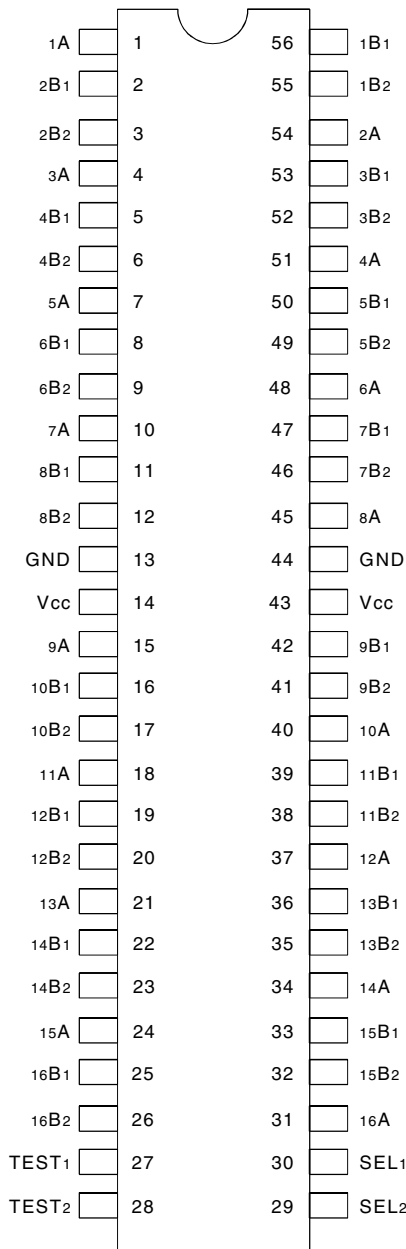 1A 1 56 1B1
2B1 2 55 1B2
2B2 3 54 2A
3A 4 53 3B1
4B1 5 52 3B2
4B2 6 51 4A
5A 7 50 5B1
6B1 8 49 5B2
6B2 9 48 6A
7A 10 47 7B1
8B1 11 46 7B2
8B2 12 45 8A
GND 13 44 GND
Vcc 14 43 Vcc
9A 15 42 9B1
10B1 16 41 9B2
10B2 17 40 10A
11A 18 39 11B1
12B1 19 38 11B2
12B2 20 37 12A
13A 21 36 13B1
14B1 22 35 13B2
14B2 23 34 14A
15A 24 33 15B1
16B1 25 32 15B2
16B2 26 31 16A
TEST1 27 30 SEL1
TEST2 28 29 SEL2